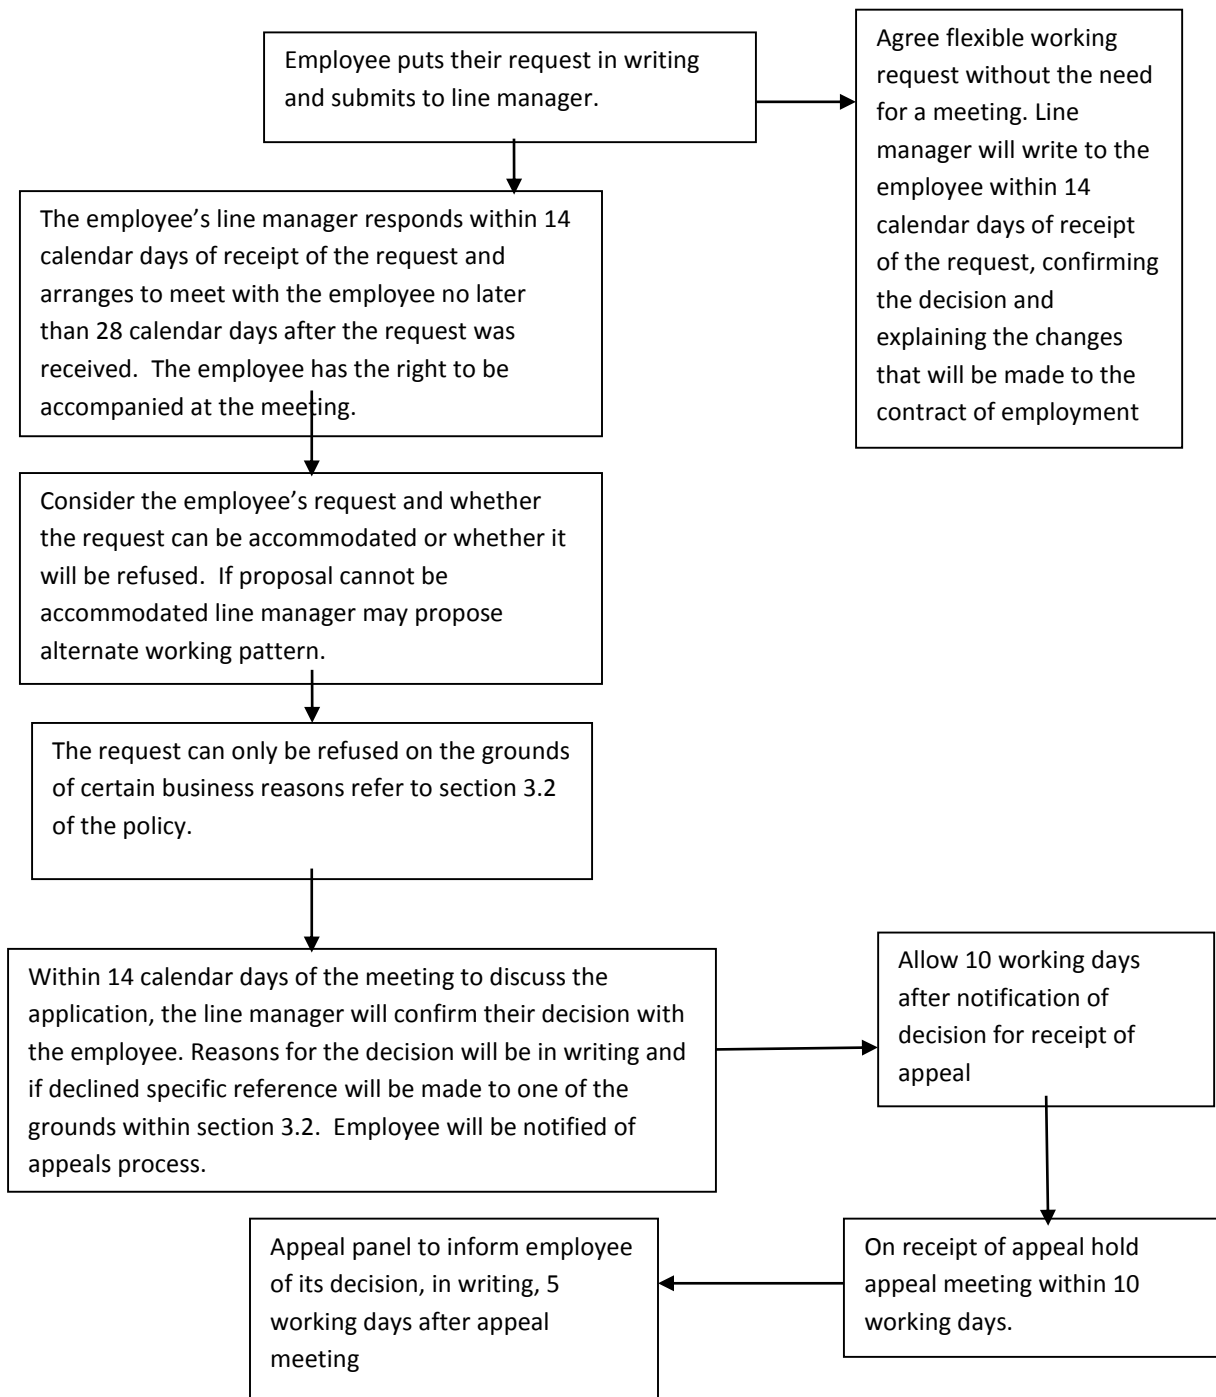 Employee puts their request in writing
and submits to line manager.
Agree flexible working
request without the need
for a meeting. Line
manager will write to the
employee within 14
calendar days of receipt
of the request, confirming
the decision and
explaining the changes
that will be made to the
contract of employment
The employee’s line manager responds within 14
calendar days of receipt of the request and
arranges to meet with the employee no later
than 28 calendar days after the request was
received.  The employee has the right to be
accompanied at the meeting.
Consider the employee’s request and whether
the request can be accommodated or whether it
will be refused.  If proposal cannot be
accommodated line manager may propose
alternate working pattern.
The request can only be refused on the grounds
of certain business reasons refer to section 3.2
of the policy.
Within 14 calendar days of the meeting to discuss the
application, the line manager will confirm their decision with
the employee. Reasons for the decision will be in writing and
if declined specific reference will be made to one of the
grounds within section 3.2.  Employee will be notified of
appeals process.
Allow 10 working days
after notification of
decision for receipt of
appeal
On receipt of appeal hold
appeal meeting within 10
working days.
Appeal panel to inform employee
of its decision, in writing, 5
working days after appeal
meeting